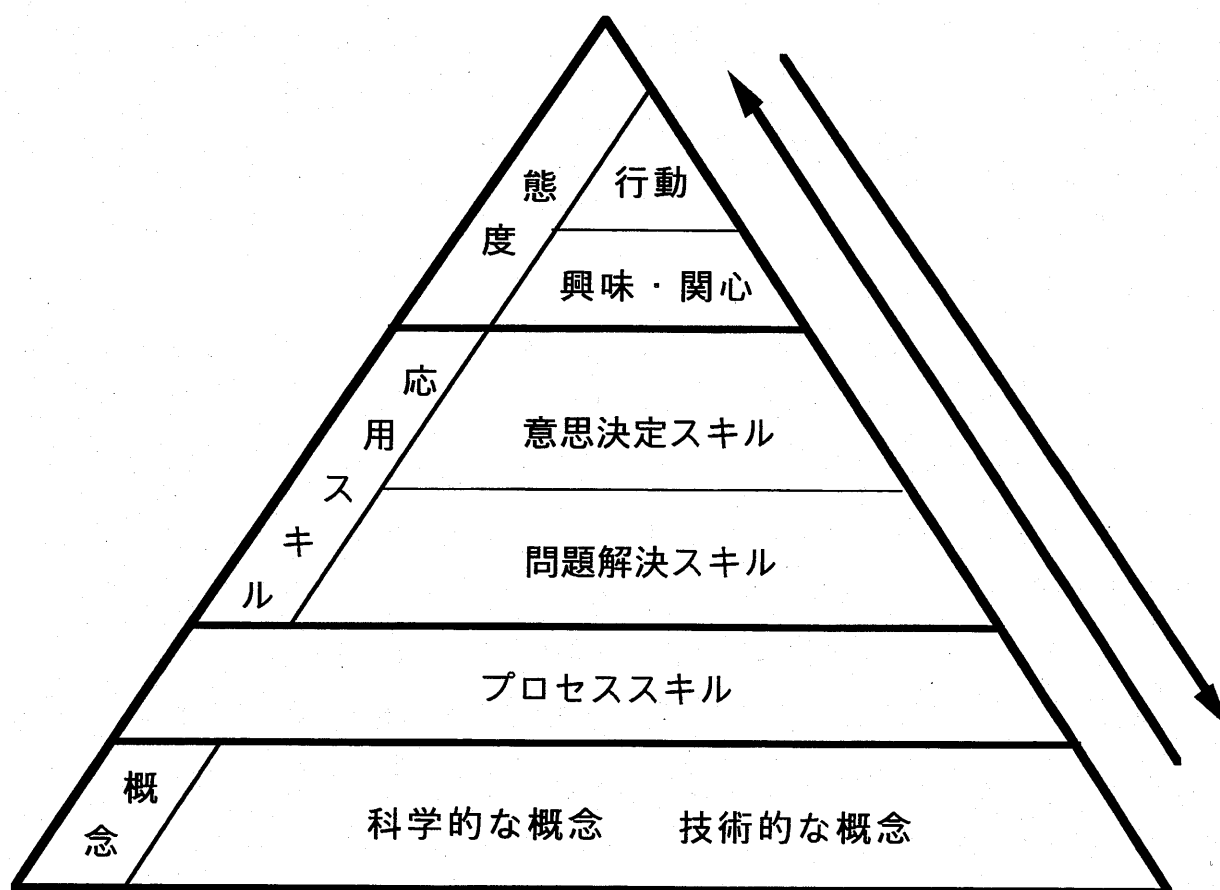 態度
行動
興味・関心
応用スキル
意思決定スキル
問題解決スキル
プロセススキル
概念
科学的な概念 技術的な概念